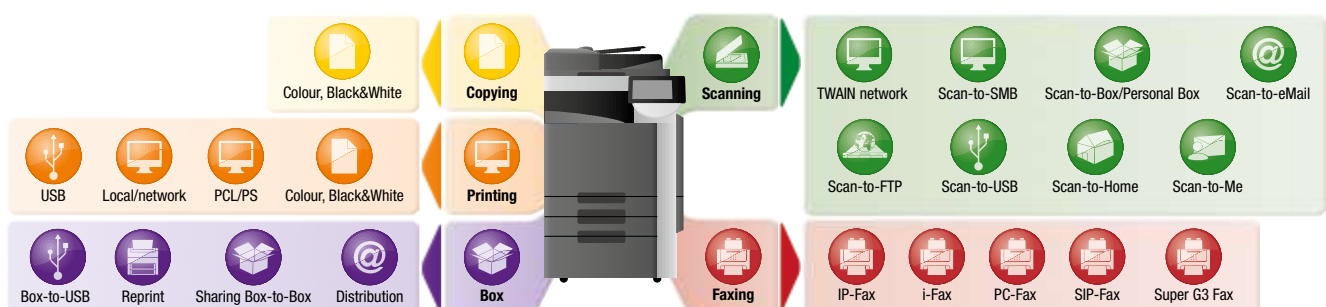 Colour, Black&White
Copying
Scanning
TWAIN network
Scan-to-SMB
Scan-to-Box/Personal Box
Scan-to-eMail
USB
Local/network
PCL/PS
Colour, Black&White
Printing
Scan-to-FTP
Scan-to-USB
Scan-to-Home
Scan-to-Me
Box-to-USB
Reprint
Sharing Box-to-Box
Distribution
Box
Faxing
IP-Fax
i-Fax
PC-Fax
SIP-Fax
Super G3 Fax